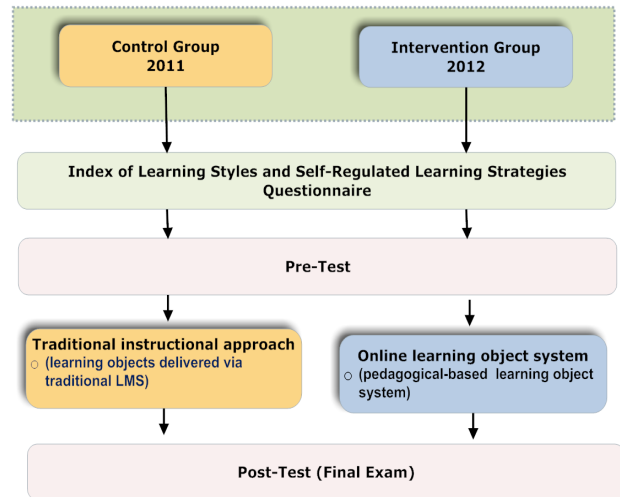 Control Group
2011
Intervention Group
2012
Index of Learning Styles and Self-Regulated Learning Strategies
Questionnaire
Pre-Test
Traditional instructional approach
(learning objects delivered via
traditional LMS)
Online learning object system
(pedagogical-based learning object
system)
Post-Test (Final Exam)